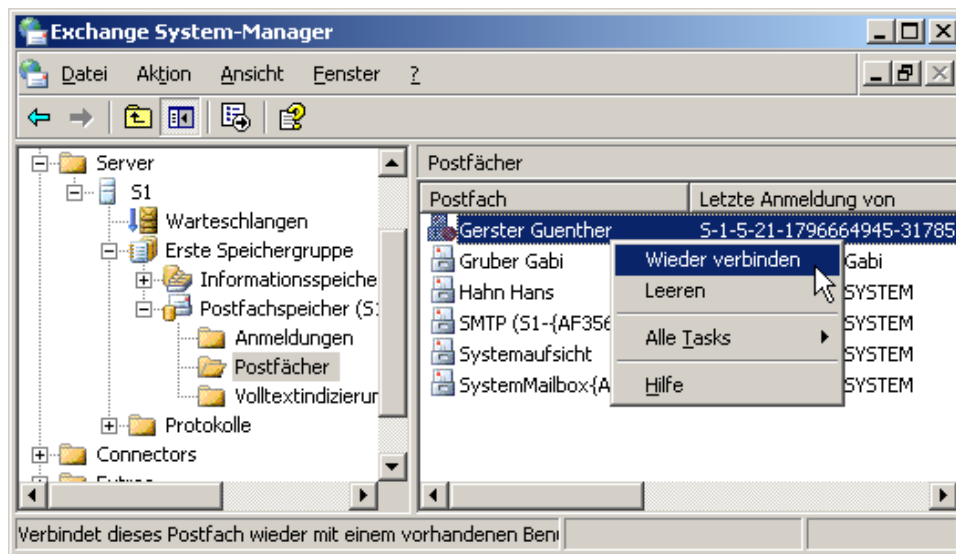 Exchange System-Manager
Datei Aktion Ansicht Fenster ?
Server
S1
Warteschlangen
Erste Speichergruppe
Informationsspeiche
Postfachspeicher (S
Anmeldungen
Postfächer
Volltextindizierur
Protokolle
Connectors
Postfächer
Postfach Letzte Anmeldung von
Gerster Guenther S-1-5-21-1796664945-31785
Gruber Gabi Gabi
Hahn Hans SYSTEM
SMTP (S1-{AF356 SYSTEM
Systemaufsicht SYSTEM
SystemMailbox{A SYSTEM
Wieder verbinden
Leeren
Alle Tasks
Hilfe
Verbindet dieses Postfach wieder mit einem vorhandenen Ben